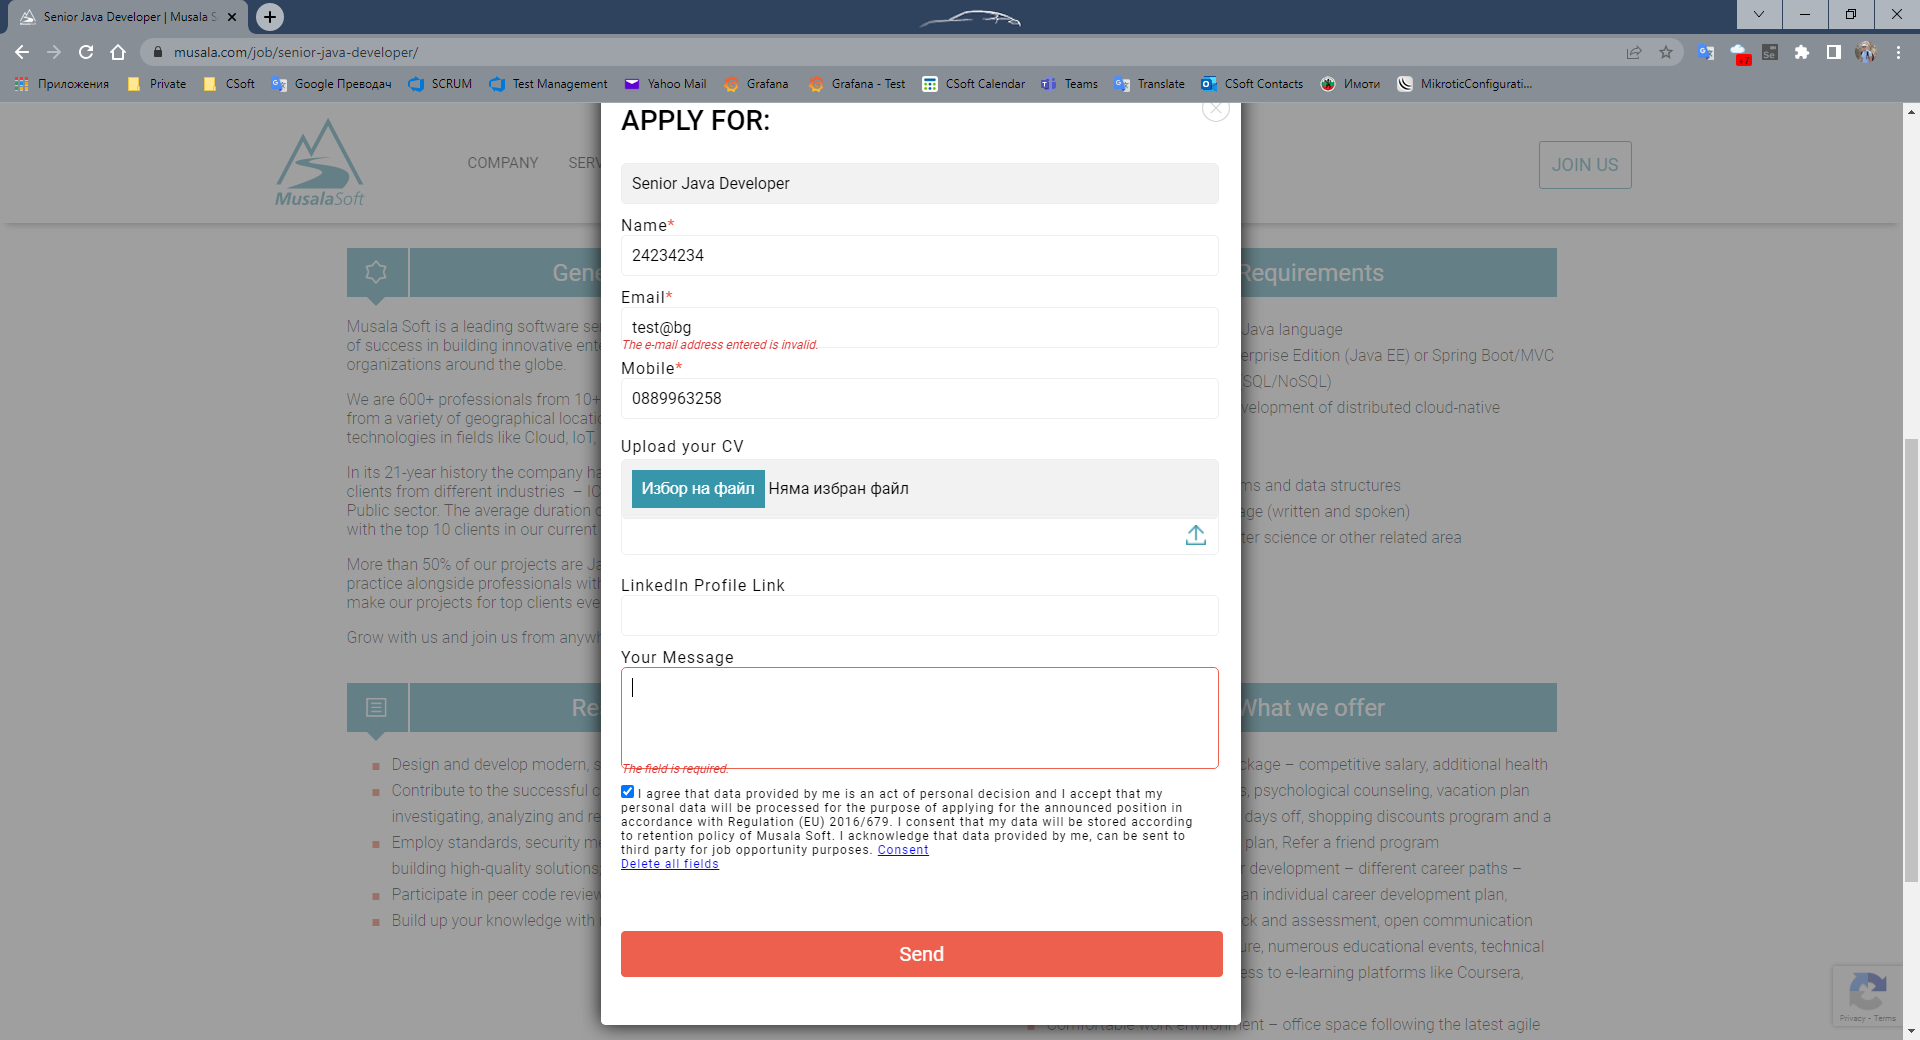 Senior Java Developer | Musala S
musala.com/job/senior-java-developer/
Приложения Private CSoft Google Преводач SCRUM Test Management Yahoo Mail Grafana Grafana - Test CSoft Calendar Teams Translate CSoft Contacts Имоти MikroticConfigurati...
APPLY FOR:
MusalaSoft
COMPANY SERV
JOIN US
Senior Java Developer
Name*
24234234
Email*
test@bg
The e-mail address entered is invalid.
Mobile*
0889963258
Upload your CV
Избор на файл Няма избран файл
LinkedIn Profile Link
Your Message
The field is required.
I agree that data provided by me is an act of personal decision and I accept that my
personal data will be processed for the purpose of applying for the announced position in
accordance with Regulation (EU) 2016/679. I consent that my data will be stored according
to retention policy of Musala Soft. I acknowledge that data provided by me, can be sent to
third party for job opportunity purposes. Consent
Delete all fields
Send
Gene
Musala Soft is a leading software se
of success in building innovative ent
organizations around the globe.
We are 600+ professionals from 10+
from a variety of geographical locati
technologies in fields like Cloud, IoT,
In its 21-year history the company ha
clients from different industries – IC
Public sector. The average duration o
with the top 10 clients in our current
More than 50% of our projects are Ja
practice alongside professionals with
make our projects for top clients eve
Grow with us and join us from anywh
Requirements
Java language
erprise Edition (Java EE) or Spring Boot/MVC
SQL/NoSQL)
velopment of distributed cloud-native
ms and data structures
age (written and spoken)
ter science or other related area
Re
Design and develop modern, s
Contribute to the successful c
investigating, analyzing and re
Employ standards, security me
building high-quality solutions,
Participate in peer code review
Build up your knowledge with
What we offer
ckage – competitive salary, additional health
s, psychological counseling, vacation plan
days off, shopping discounts program and a
plan, Refer a friend program
r development – different career paths –
an individual career development plan,
ck and assessment, open communication
ure, numerous educational events, technical
ess to e-learning platforms like Coursera,
Comfortable work environment – office space following the latest agile
Privacy - Terms